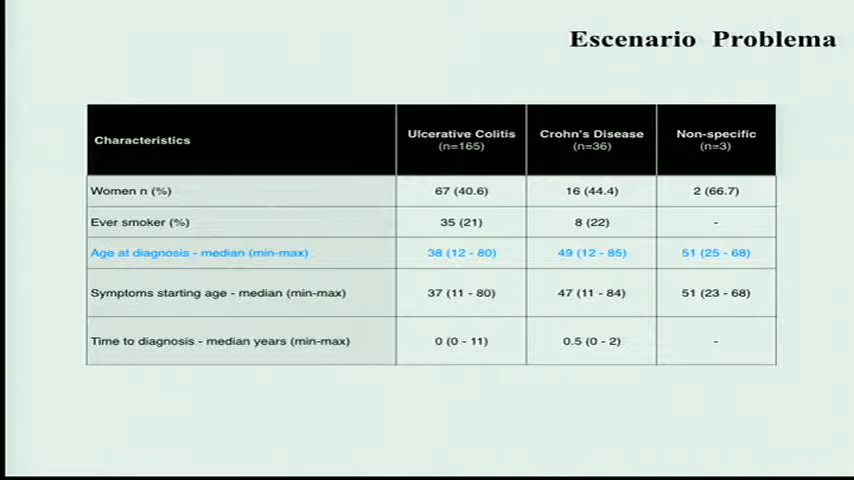 Escenario Problema
Characteristics Ulcerative Colitis (n=165) Crohn's Disease (n=36) Non-specific (n=3)
Women n (%) 67 (40.6) 16 (44.4) 2 (66.7)
Ever smoker (%) 35 (21) 8 (22) -
Age at diagnosis - median (min-max) 38 (12 - 80) 49 (12 - 85) 51 (25 - 68)
Symptoms starting age - median (min-max) 37 (11 - 80) 47 (11 - 84) 51 (23 - 68)
Time to diagnosis - median years (min-max) 0 (0 - 11) 0.5 (0 - 2) -